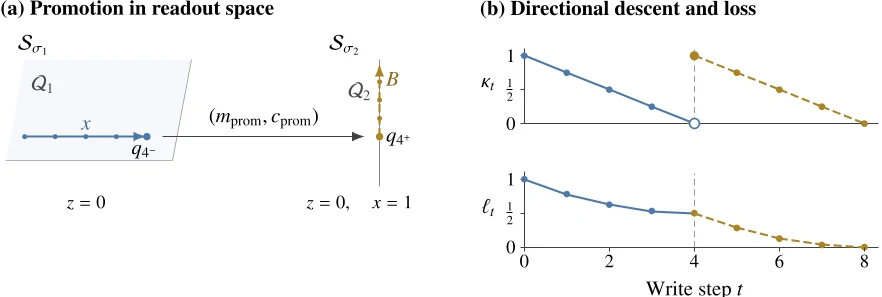 (a) Promotion in readout space
𝒮σ₁
𝒬₁
x
q₄⁻
z = 0
(mprom, cprom)
𝒮σ₂
B
𝒬₂
q₄⁺
z = 0, x = 1
(b) Directional descent and loss
1
κt 1/2
0
1
ℓt 1/2
0
0 2 4 6 8
Write step t